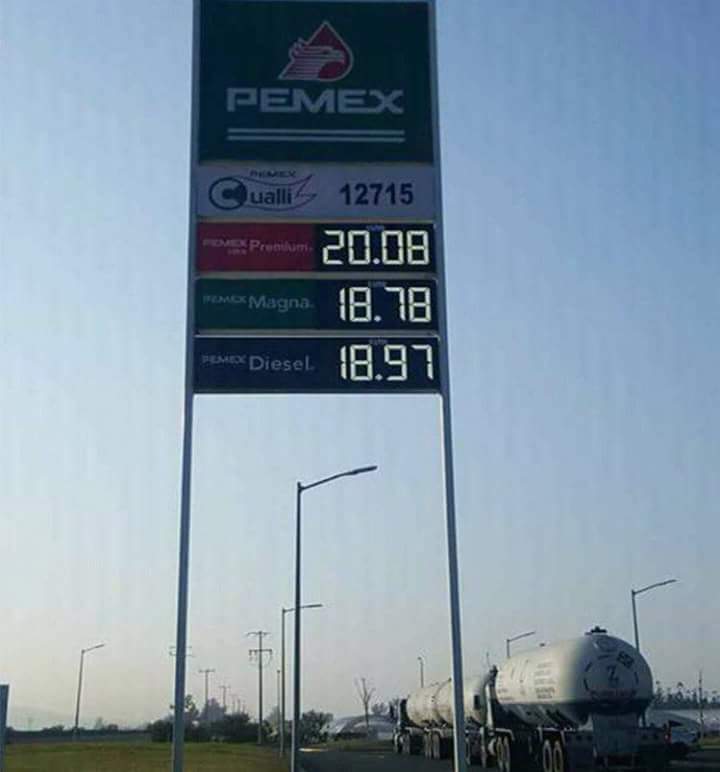 PEMEX
PEMEX
Cualli 12715
PEMEX Premium. 20.08
PEMEX Magna. 18.78
PEMEX Diesel. 18.97